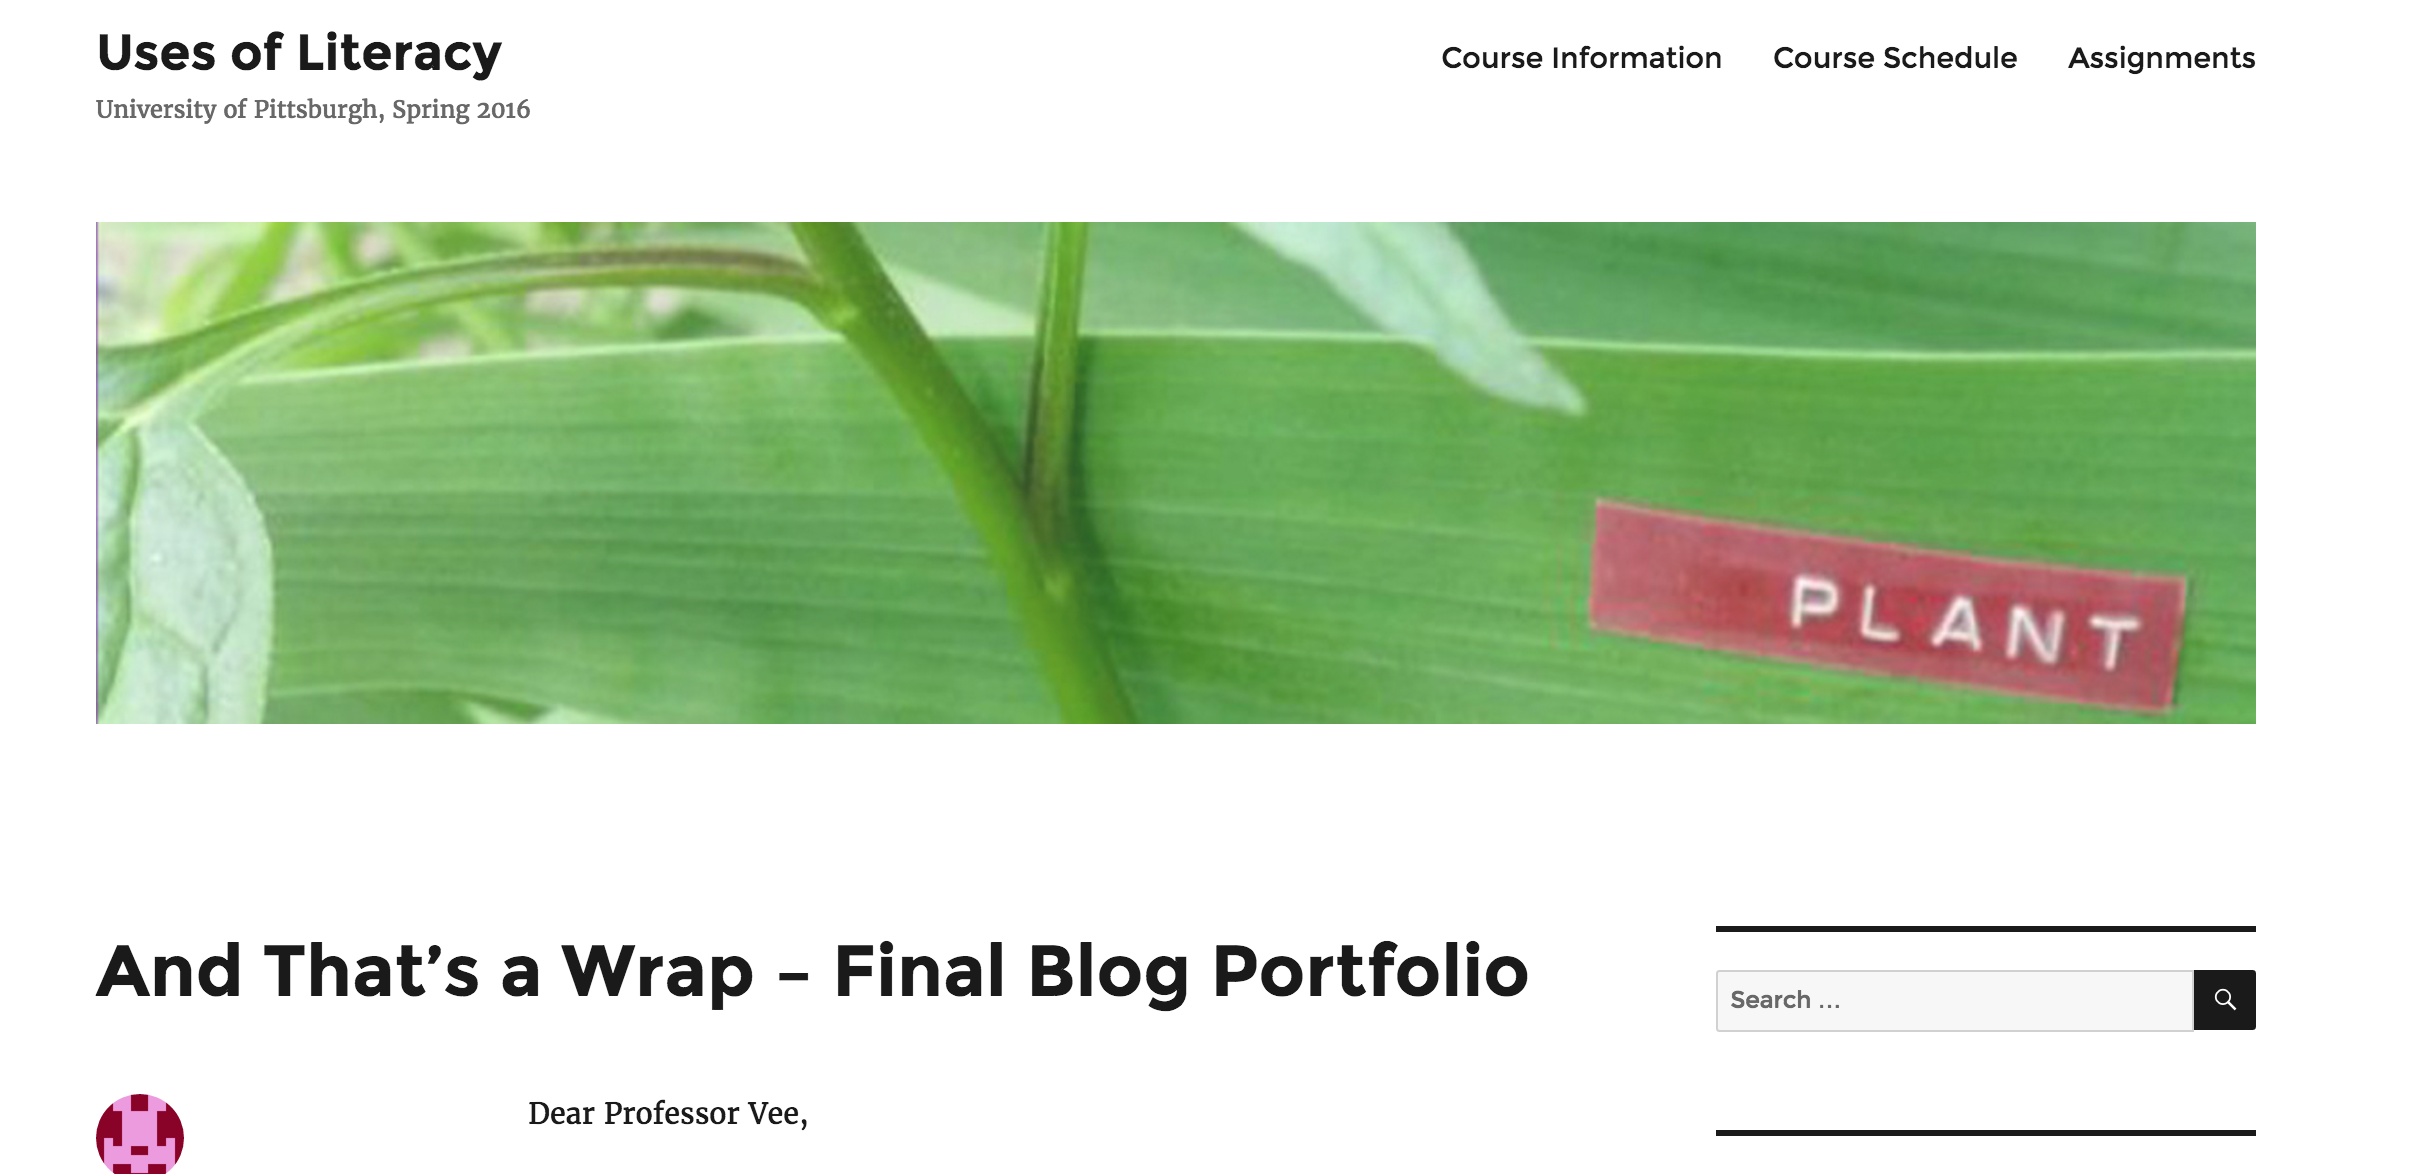 Uses of Literacy
University of Pittsburgh, Spring 2016
Course Information
Course Schedule
Assignments
PLANT
And That’s a Wrap – Final Blog Portfolio
Search …
Dear Professor Vee,